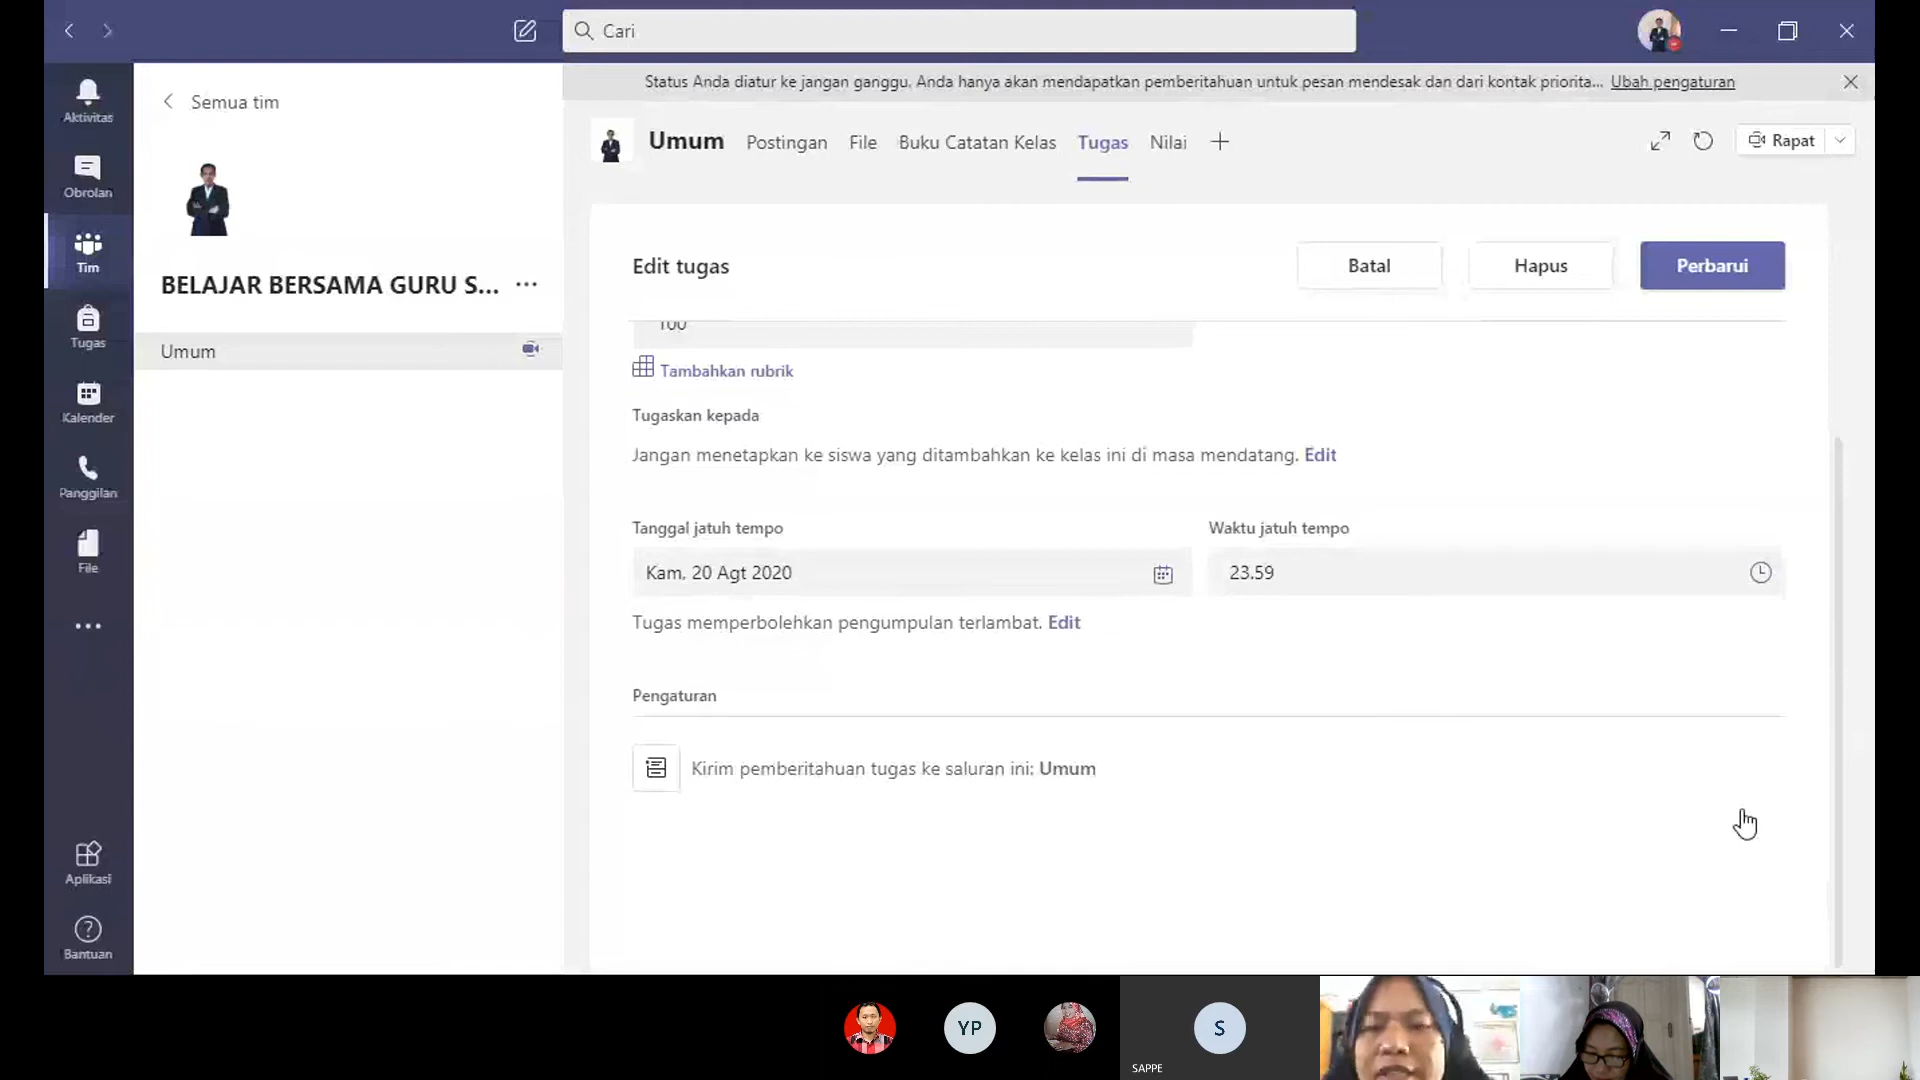 Cari
Status Anda diatur ke jangan ganggu. Anda hanya akan mendapatkan pemberitahuan untuk pesan mendesak dan dari kontak priorita... Ubah pengaturan
Aktivitas
Obrolan
Tim
Tugas
Kalender
Panggilan
File
Aplikasi
Bantuan
Semua tim
BELAJAR BERSAMA GURU S... ...
Umum
Umum Postingan File Buku Catatan Kelas Tugas Nilai
Rapat
Edit tugas
Batal Hapus Perbarui
100
Tambahkan rubrik
Tugaskan kepada
Jangan menetapkan ke siswa yang ditambahkan ke kelas ini di masa mendatang. Edit
Tanggal jatuh tempo Waktu jatuh tempo
Kam, 20 Agt 2020 23.59
Tugas memperbolehkan pengumpulan terlambat. Edit
Pengaturan
Kirim pemberitahuan tugas ke saluran ini: Umum
YP
S
SAPPE